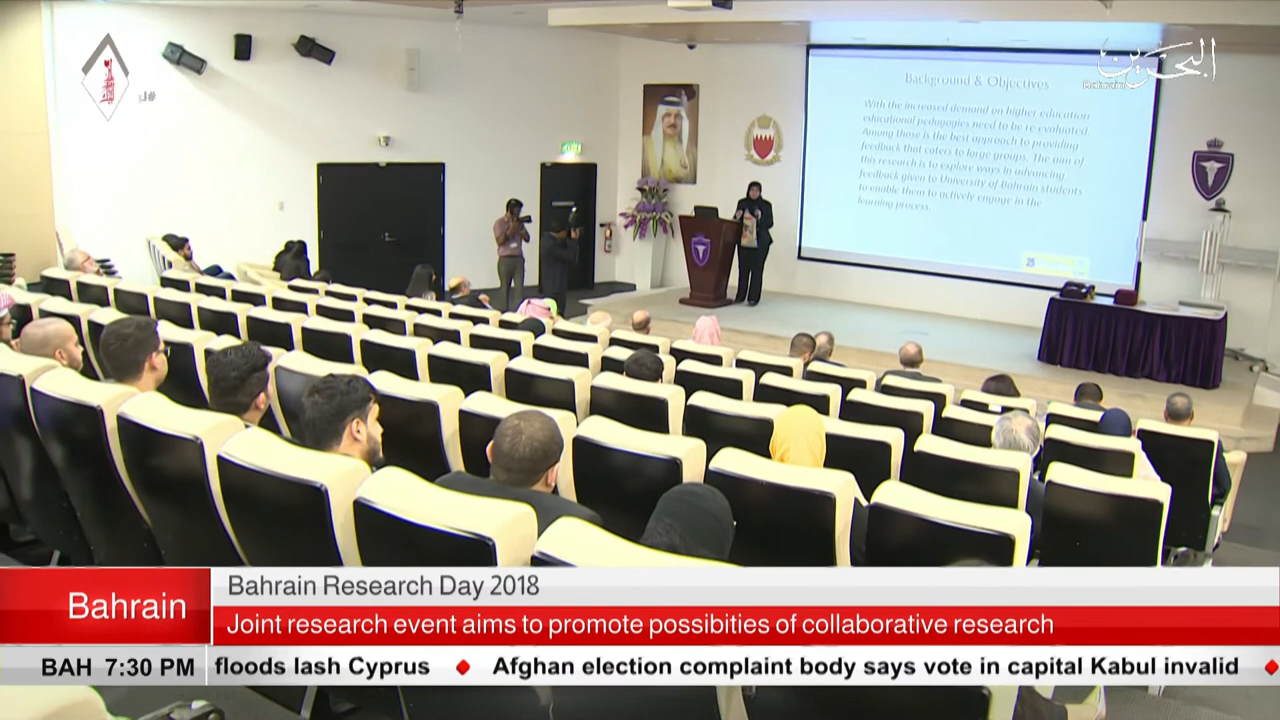 البحرين
Bahrain
Background & Objectives
With the increased demand on higher education
educational pedagogies need to be re-evaluated.
Among those is the best approach to providing
feedback that caters to large groups. The aim of
this research is to explore ways in advancing
feedback given to University of Bahrain students
to enable them to actively engage in the
learning process.
Bahrain
Bahrain Research Day 2018
Joint research event aims to promote possibities of collaborative research
BAH 7:30 PM
floods lash Cyprus
Afghan election complaint body says vote in capital Kabul invalid